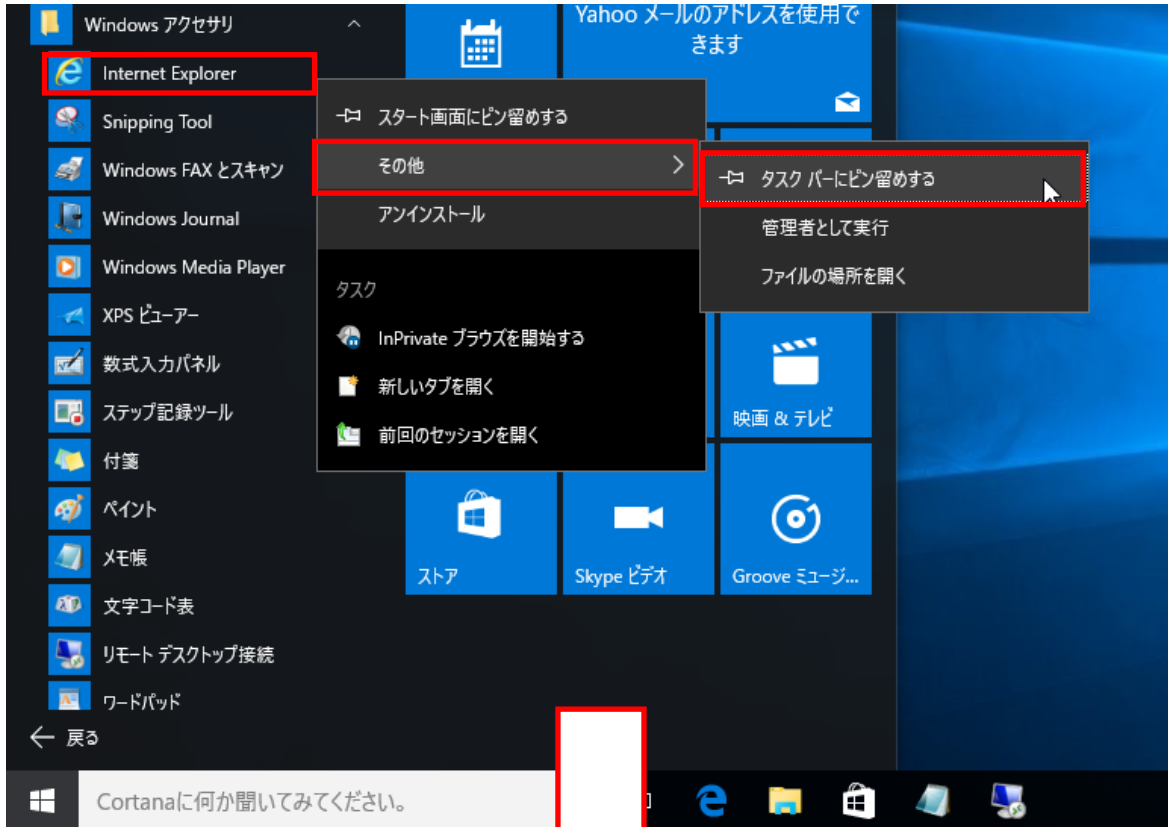 Windows アクセサリ
Internet Explorer
Snipping Tool
Windows FAX とスキャン
Windows Journal
Windows Media Player
XPS ビューアー
数式入力パネル
ステップ記録ツール
付箋
ペイント
メモ帳
文字コード表
リモート デスクトップ接続
ワードパッド
戻る
Cortanaに何か聞いてみてください。
スタート画面にピン留めする
その他
アンインストール
タスク
InPrivate ブラウズを開始する
新しいタブを開く
前回のセッションを開く
タスク バーにピン留めする
管理者として実行
ファイルの場所を開く
Yahoo メールのアドレスを使用で
きます
映画 & テレビ
ストア
Skype ビデオ
Groove ミュージ...